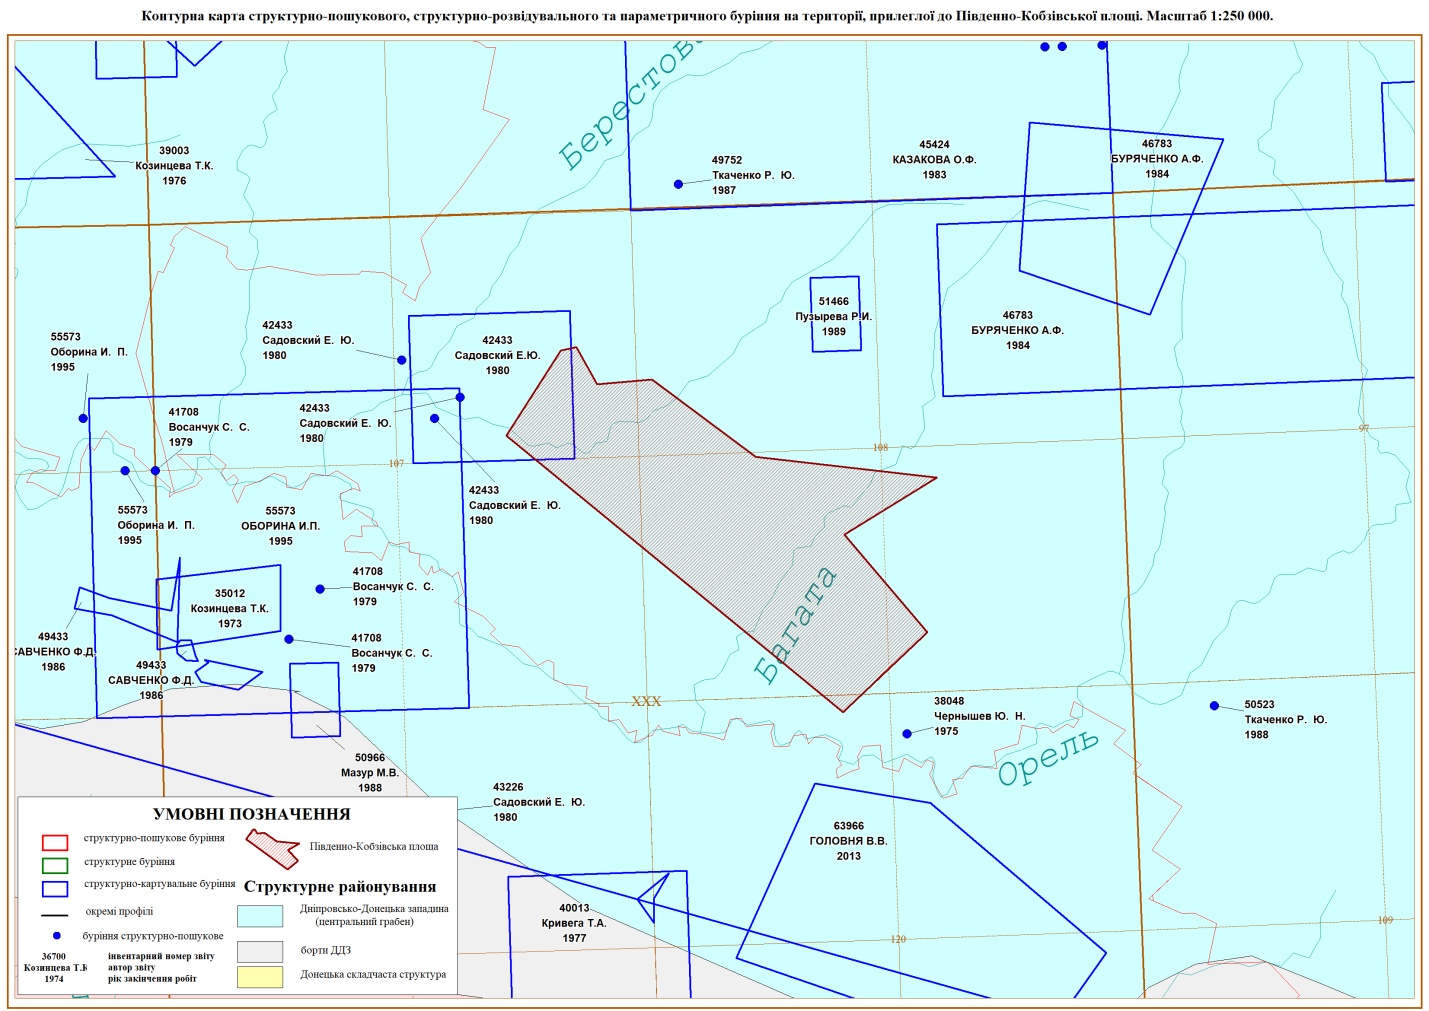 Контурна карта структурно-пошукового, структурно-розвідувального та параметричного буріння на території, прилеглої до Південно-Кобзівської площі. Масштаб 1:250 000.
39003
Козинцева Т.К.
1976
49752
Ткаченко Р. Ю.
1987
45424
КАЗАКОВА О.Ф.
1983
46783
БУРЯЧЕНКО А.Ф.
1984
51466
Пузырева Р.И.
1989
46783
БУРЯЧЕНКО А.Ф.
1984
42433
Садовский Е. Ю.
1980
42433
Садовский Е.Ю.
1980
55573
Оборина И. П.
1995
41708
Восанчук С. С.
1979
42433
Садовский Е. Ю.
1980
107
108
97
42433
Садовский Е. Ю.
1980
55573
Оборина И. П.
1995
55573
ОБОРИНА И.П.
1995
41708
Восанчук С. С.
1979
35012
Козинцева Т.К.
1973
49433
САВЧЕНКО Ф.Д.
1986
41708
Восанчук С. С.
1979
49433
САВЧЕНКО Ф.Д.
1986
Багата
XXX
38048
Чернышев Ю. Н.
1975
50523
Ткаченко Р. Ю.
1988
Орель
50966
Мазур М.В.
1988
43226
Садовский Е. Ю.
1980
63966
ГОЛОВНЯ В.В.
2013
40013
Кривега Т.А.
1977
120
109
УМОВНІ ПОЗНАЧЕННЯ
структурно-пошукове буріння
структурне буріння
структурно-картувальне буріння
окремі профілі
буріння структурно-пошукове
36700
Козинцева Т.К
1974
інвентарний номер звіту
автор звіту
рік закінчення робіт
Південно-Кобзівська площа
Структурне районування
Дніпровсько-Донецька западина
(центральний грабен)
борти ДДЗ
Донецька складчаста структура